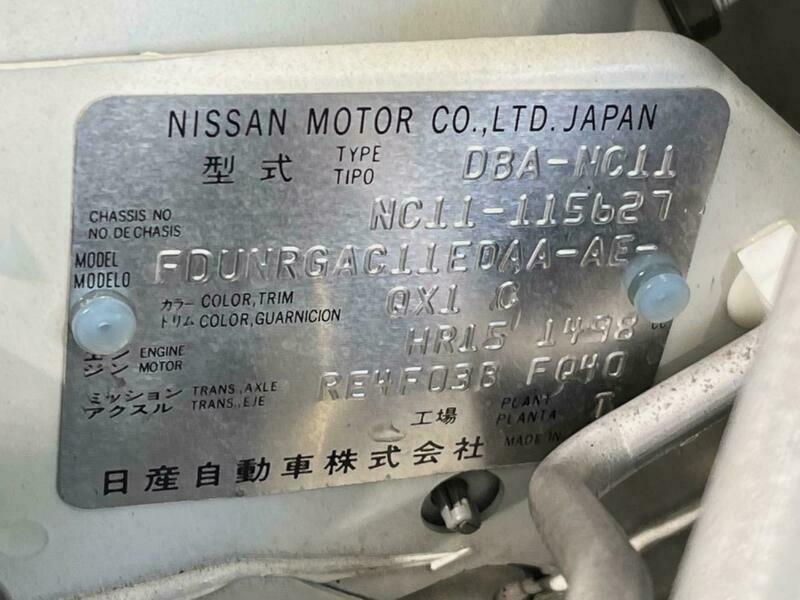 NISSAN MOTOR CO.,LTD. JAPAN
型式 TYPE TIPO DBA-NC11
CHASSIS NO NO. DE CHASIS NC11-115627
MODEL MODELO FDUNRGAC11EDAA-AE-
カラー COLOR,TRIM
トリム COLOR,GUARNICION QX1 C
エンジン ENGINE MOTOR HR15 1498 cc
ミッション TRANS.,AXLE
アクスル TRANS.,EJE RE4F03B FQ40
工場 PLANT PLANTA T
日産自動車株式会社 MADE IN